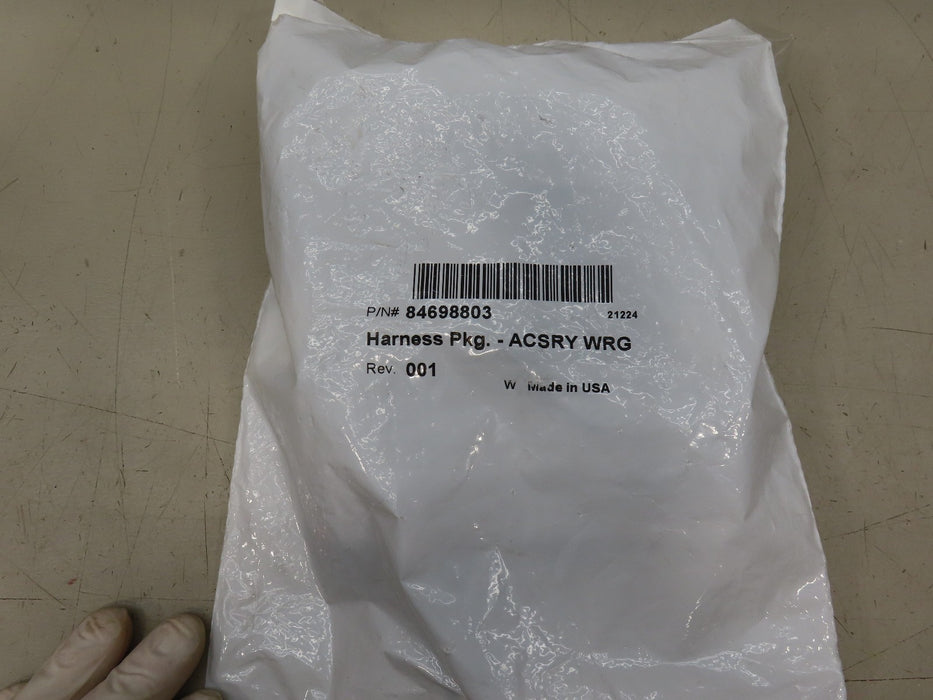 P/N# 84698803 21224
Harness Pkg. - ACSRY WRG
Rev. 001
W Made in USA